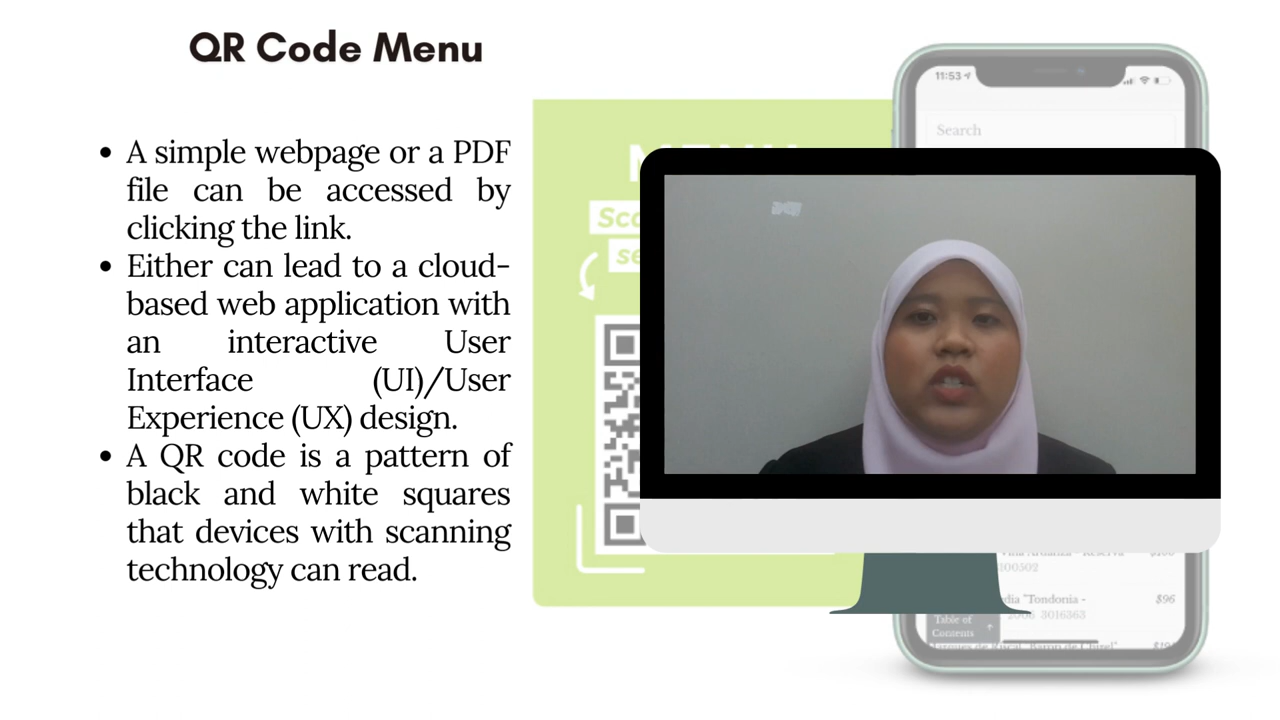 QR Code Menu
• A simple webpage or a PDF
file can be accessed by
clicking the link.
• Either can lead to a cloud-
based web application with
an interactive User
Interface (UI)/User
Experience (UX) design.
• A QR code is a pattern of
black and white squares
that devices with scanning
technology can read.
11:53
Search
"Tondonia -
$96
3016363
Table of
Contents